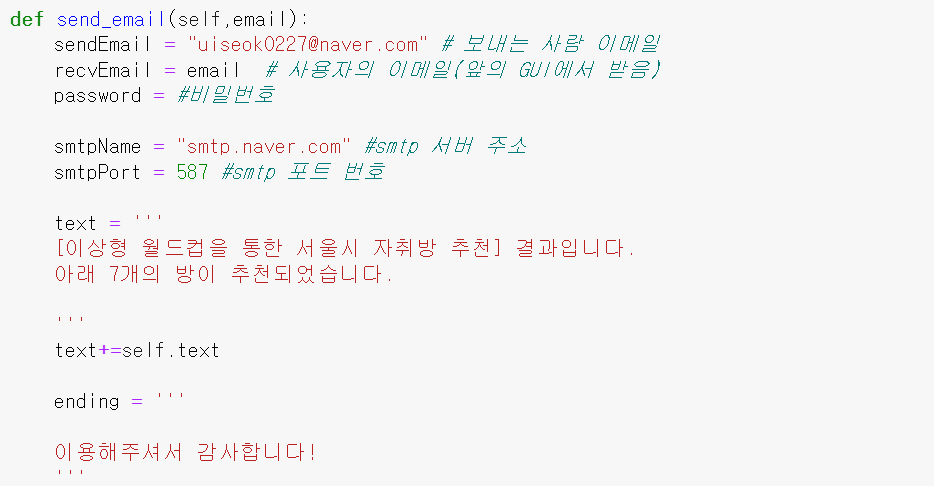 def send_email(self,email):
    sendEmail = "uiseok0227@naver.com" # 보내는 사람 이메일
    recvEmail = email  # 사용자의 이메일(앞의 GUI에서 받음)
    password = #비밀번호

    smtpName = "smtp.naver.com" #smtp 서버 주소
    smtpPort = 587 #smtp 포트 번호

    text = '''
    [이상형 월드컵을 통한 서울시 자취방 추천] 결과입니다.
    아래 7개의 방이 추천되었습니다.

    '''
    text+=self.text

    ending = '''

    이용해주셔서 감사합니다!
    '''